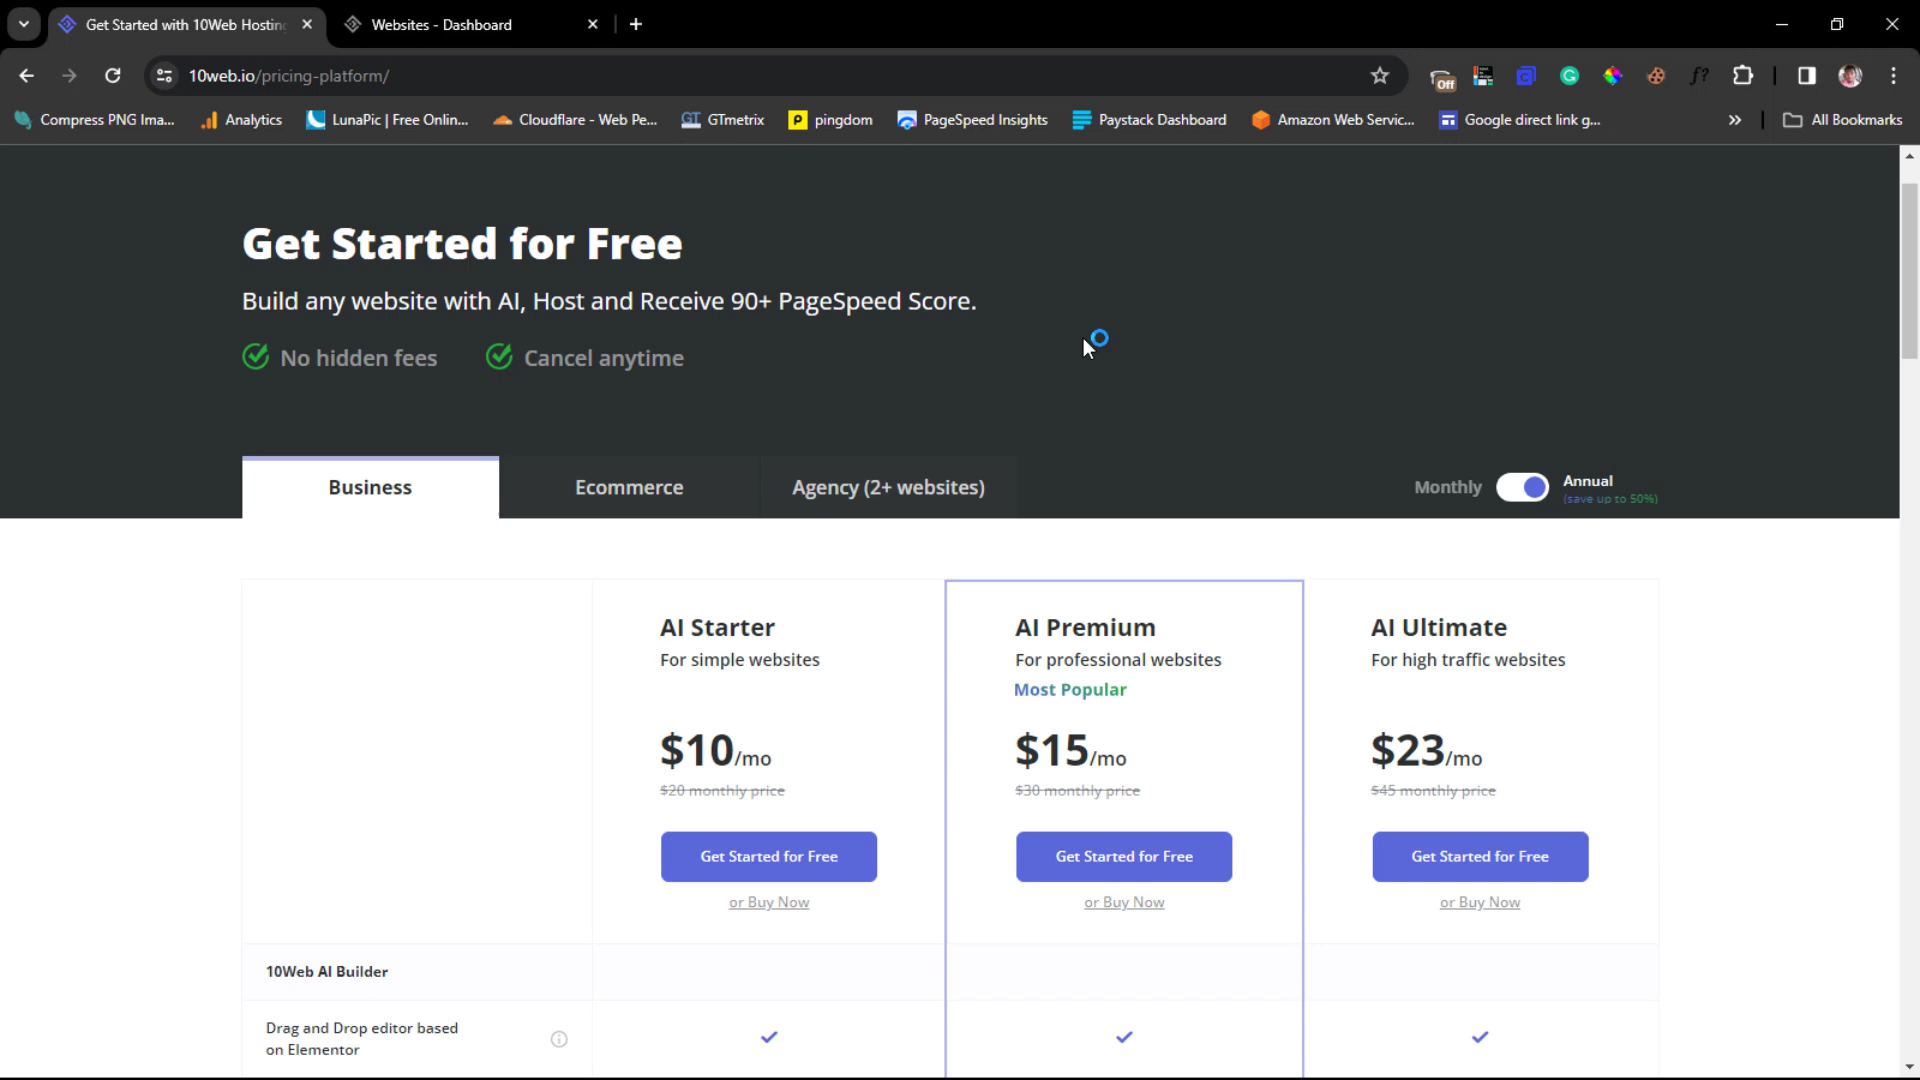 Get Started with 10Web Hosting
Websites - Dashboard
10web.io/pricing-platform/
Off
Compress PNG Ima...
Analytics
LunaPic | Free Onlin...
Cloudflare - Web Pe...
GTmetrix
pingdom
PageSpeed Insights
Paystack Dashboard
Amazon Web Servic...
Google direct link g...
All Bookmarks
Get Started for Free
Build any website with AI, Host and Receive 90+ PageSpeed Score.
No hidden fees
Cancel anytime
Business
Ecommerce
Agency (2+ websites)
Monthly
Annual
(save up to 50%)
AI Starter
For simple websites
$10/mo
$20 monthly price
Get Started for Free
or Buy Now
AI Premium
For professional websites
Most Popular
$15/mo
$30 monthly price
Get Started for Free
or Buy Now
AI Ultimate
For high traffic websites
$23/mo
$45 monthly price
Get Started for Free
or Buy Now
10Web AI Builder
Drag and Drop editor based
on Elementor